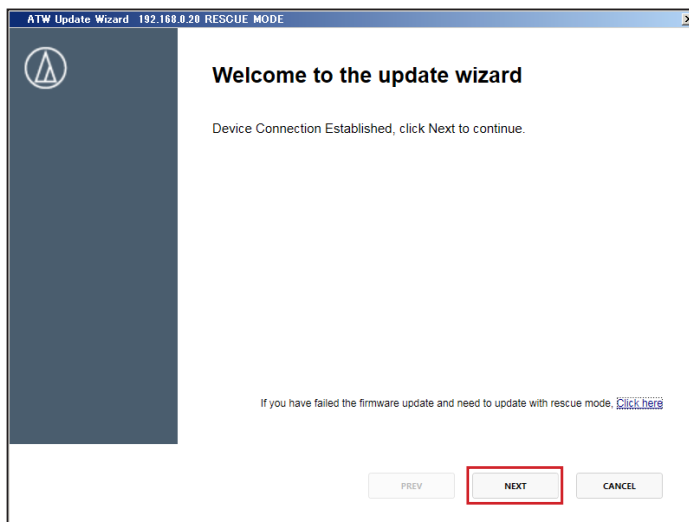 ATW Update Wizard 192.168.0.20 RESCUE MODE
Welcome to the update wizard
Device Connection Established, click Next to continue.
If you have failed the firmware update and need to update with rescue mode, Click here
PREV NEXT CANCEL